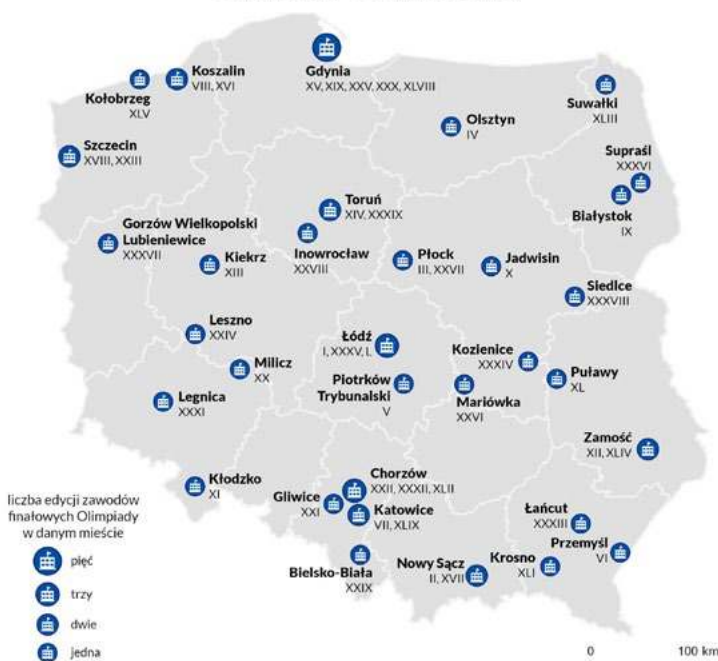 Kołobrzeg
XLV
Koszalin
VIII, XVI
Gdynia
XV, XIX, XXV, XXX, XLVIII
Suwałki
XLIII
Olsztyn
IV
Szczecin
XVIII, XXIII
Supraśl
XXXVI
Białystok
IX
Toruń
XIV, XXXIX
Gorzów Wielkopolski
Lubieniewice
XXXVII
Kiekrz
XIII
Inowrocław
XXVIII
Płock
III, XXVII
Jadwisin
X
Siedlce
XXXVIII
Leszno
XXIV
Łódź
I, XXXV, L
Kozienice
XXXIV
Milicz
XX
Piotrków
Trybunalski
V
Mariówka
XXVI
Puławy
XL
Legnica
XXXI
Zamość
XII, XLIV
Kłodzko
XI
Chorzów
XXII, XXXII, XLII
Gliwice
XXI
Katowice
VII, XLIX
Łańcut
XXXIII
Przemyśl
VI
Bielsko-Biała
XXIX
Nowy Sącz
II, XVII
Krosno
XLI
liczba edycji zawodów
finałowych Olimpiady
w danym mieście
pięć
trzy
dwie
jedna
0 100 km